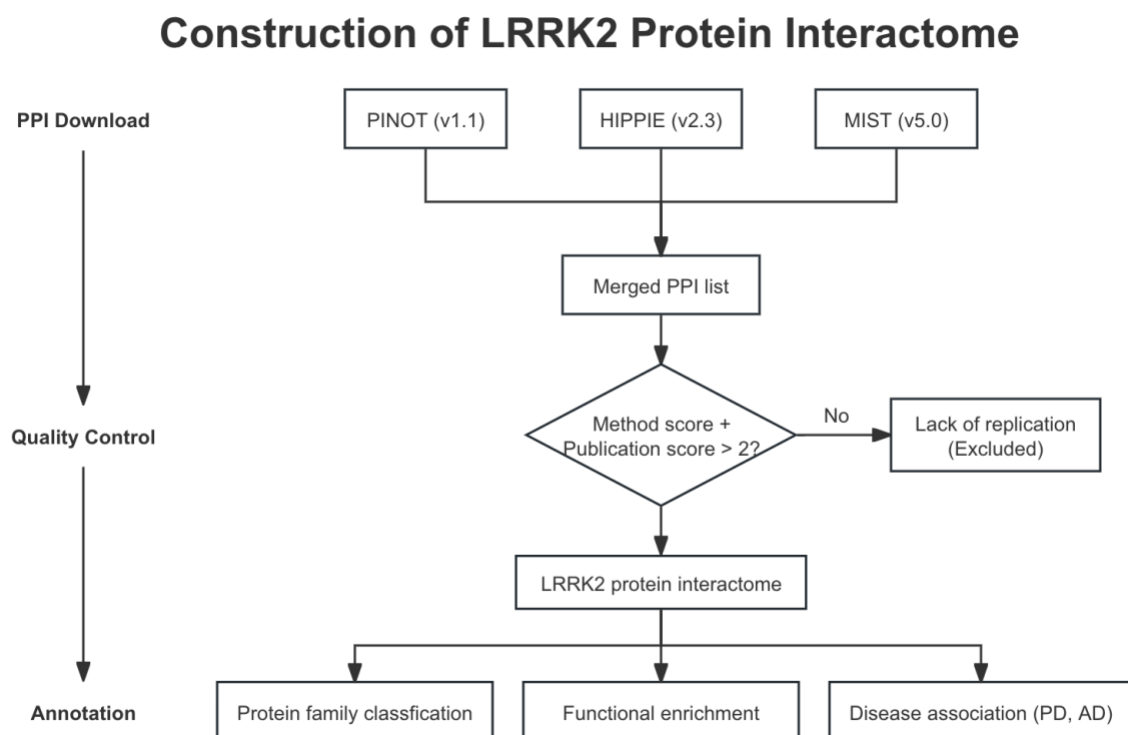 Construction of LRRK2 Protein Interactome
PPI Download
PINOT (v1.1)
HIPPIE (v2.3)
MIST (v5.0)
Merged PPI list
Quality Control
Method score +
Publication score > 2?
No
Lack of replication
(Excluded)
LRRK2 protein interactome
Annotation
Protein family classfication
Functional enrichment
Disease association (PD, AD)